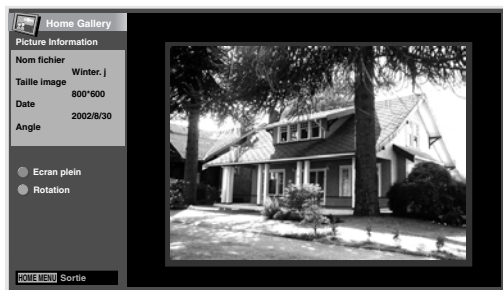 Home Gallery
Picture Information
Nom fichier
Winter. j
Taille image
800*600
Date
2002/8/30
Angle
Ecran plein
Rotation
HOME MENU Sortie